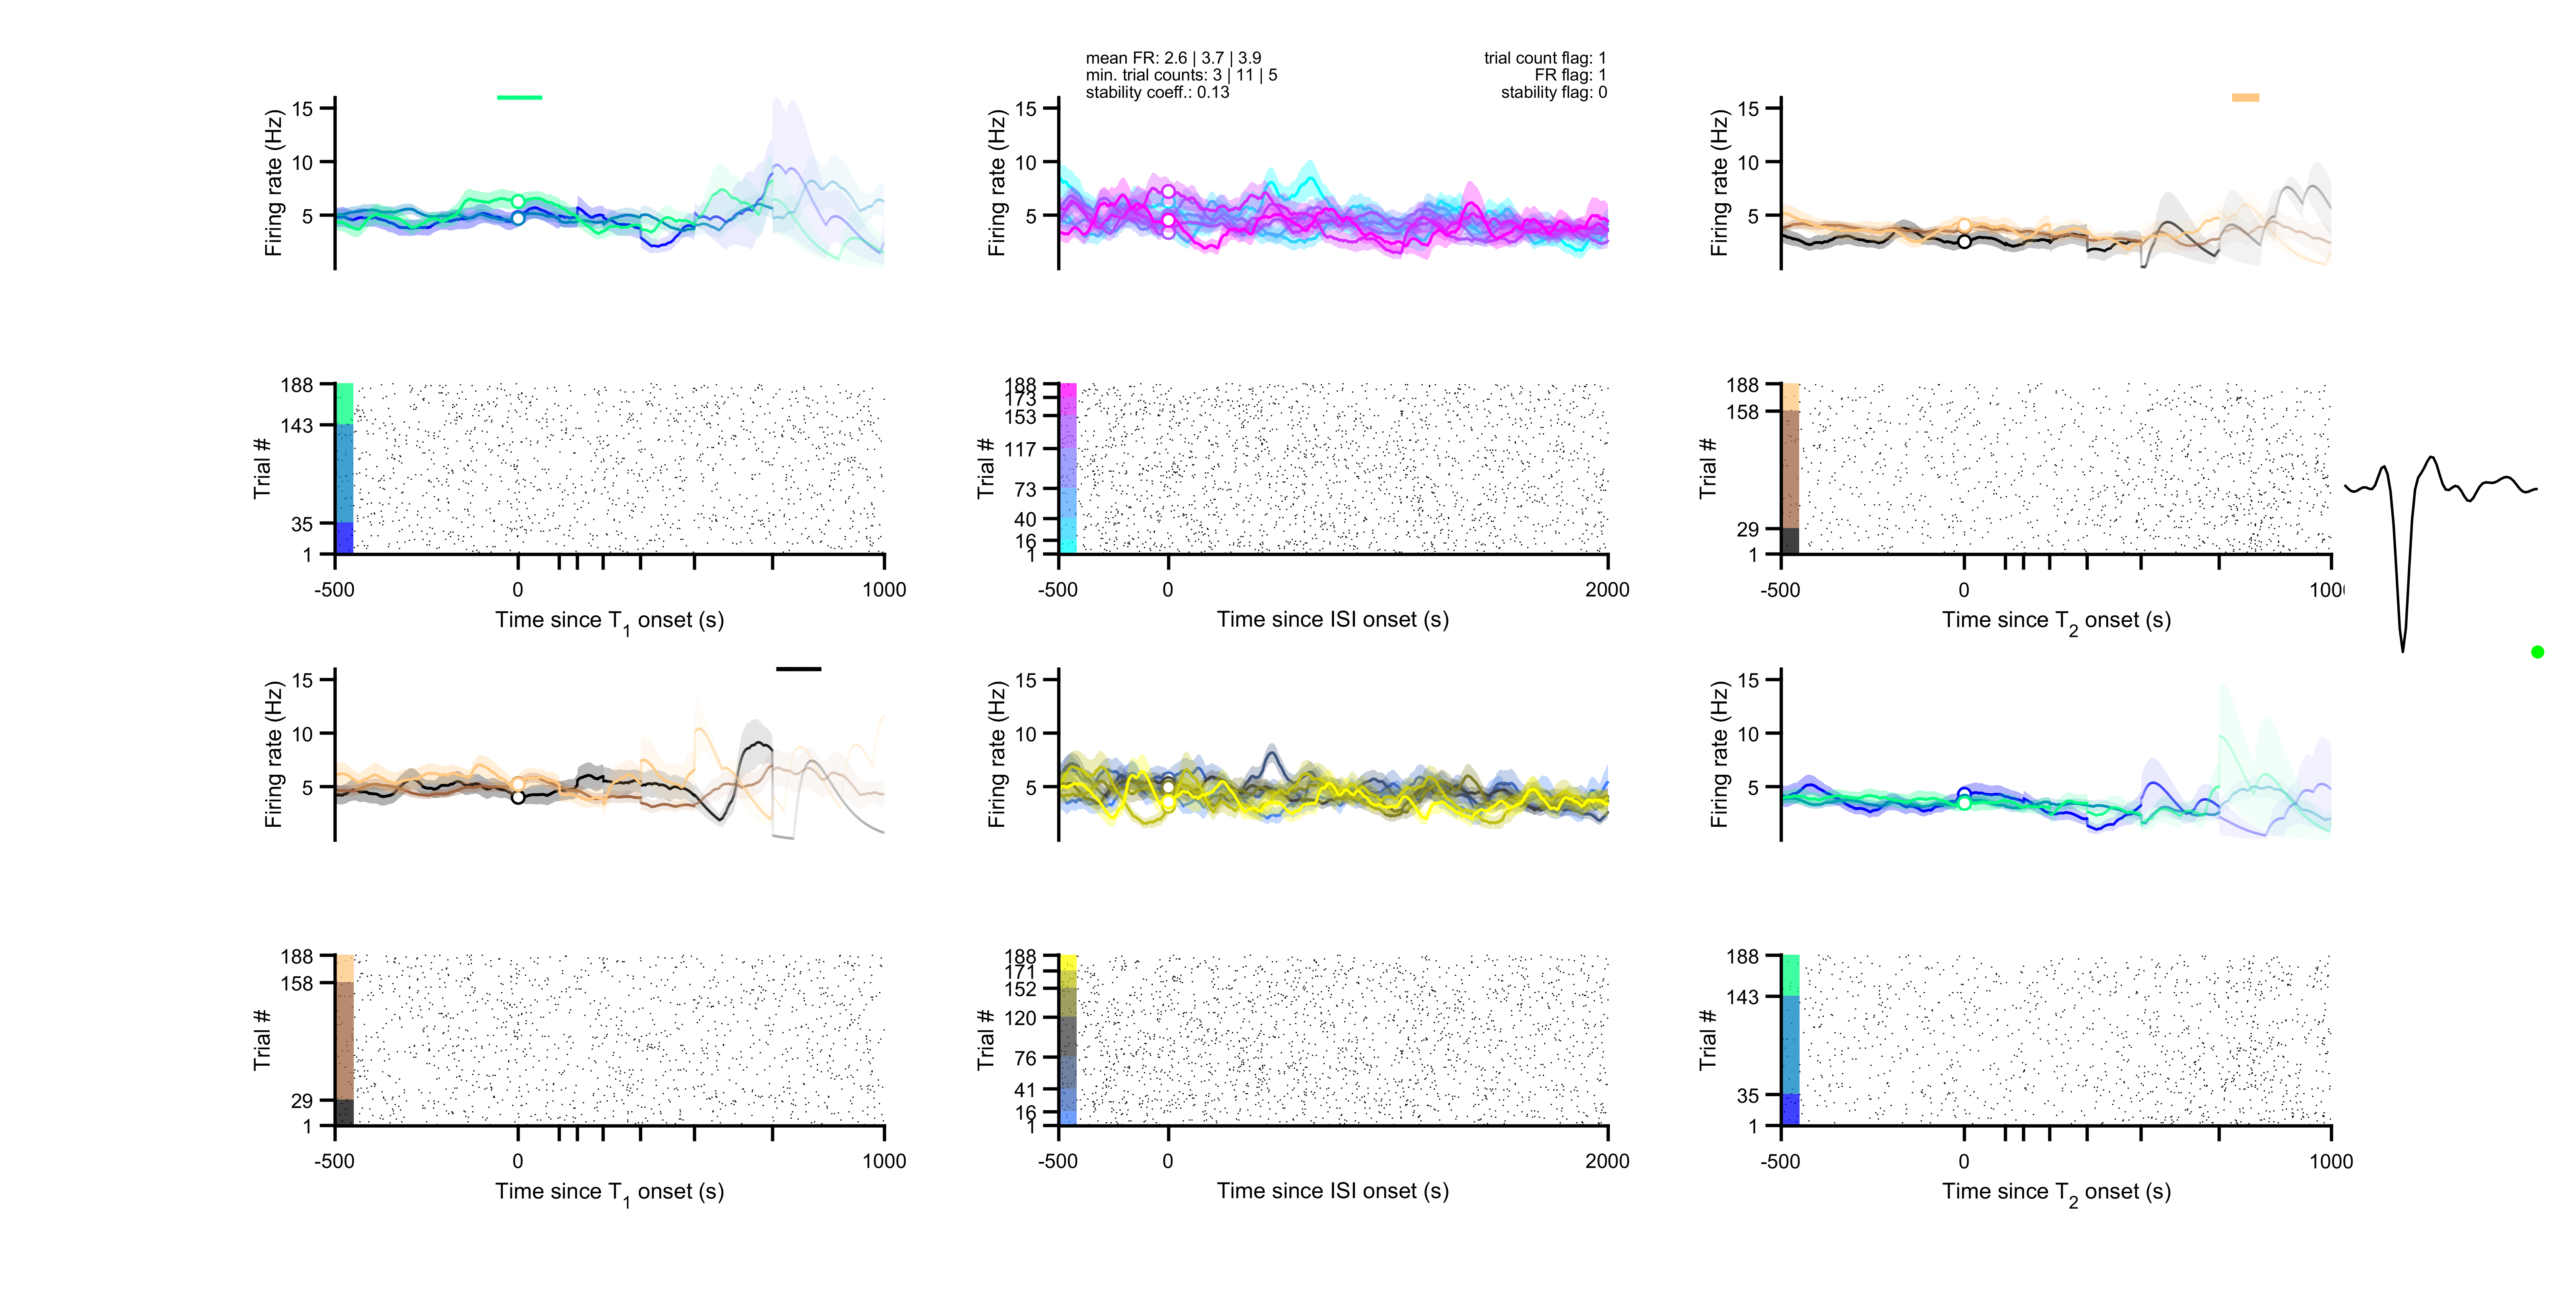 mean FR: 2.6 | 3.7 | 3.9
min. trial counts: 3 | 11 | 5
stability coeff.: 0.13
trial count flag: 1
FR flag: 1
stability flag: 0
Firing rate (Hz)
15
10
5
Firing rate (Hz)
15
10
5
Firing rate (Hz)
15
10
5
Trial #
188
143
35
1
-500
0
1000
Time since T1 onset (s)
Trial #
188
173
153
117
73
40
16
1
-500
0
2000
Time since ISI onset (s)
Trial #
188
158
29
1
-500
0
1000
Time since T2 onset (s)
Firing rate (Hz)
15
10
5
Firing rate (Hz)
15
10
5
Firing rate (Hz)
15
10
5
Trial #
188
158
29
1
-500
0
1000
Time since T1 onset (s)
Trial #
188
171
152
120
76
41
16
1
-500
0
2000
Time since ISI onset (s)
Trial #
188
143
35
1
-500
0
1000
Time since T2 onset (s)